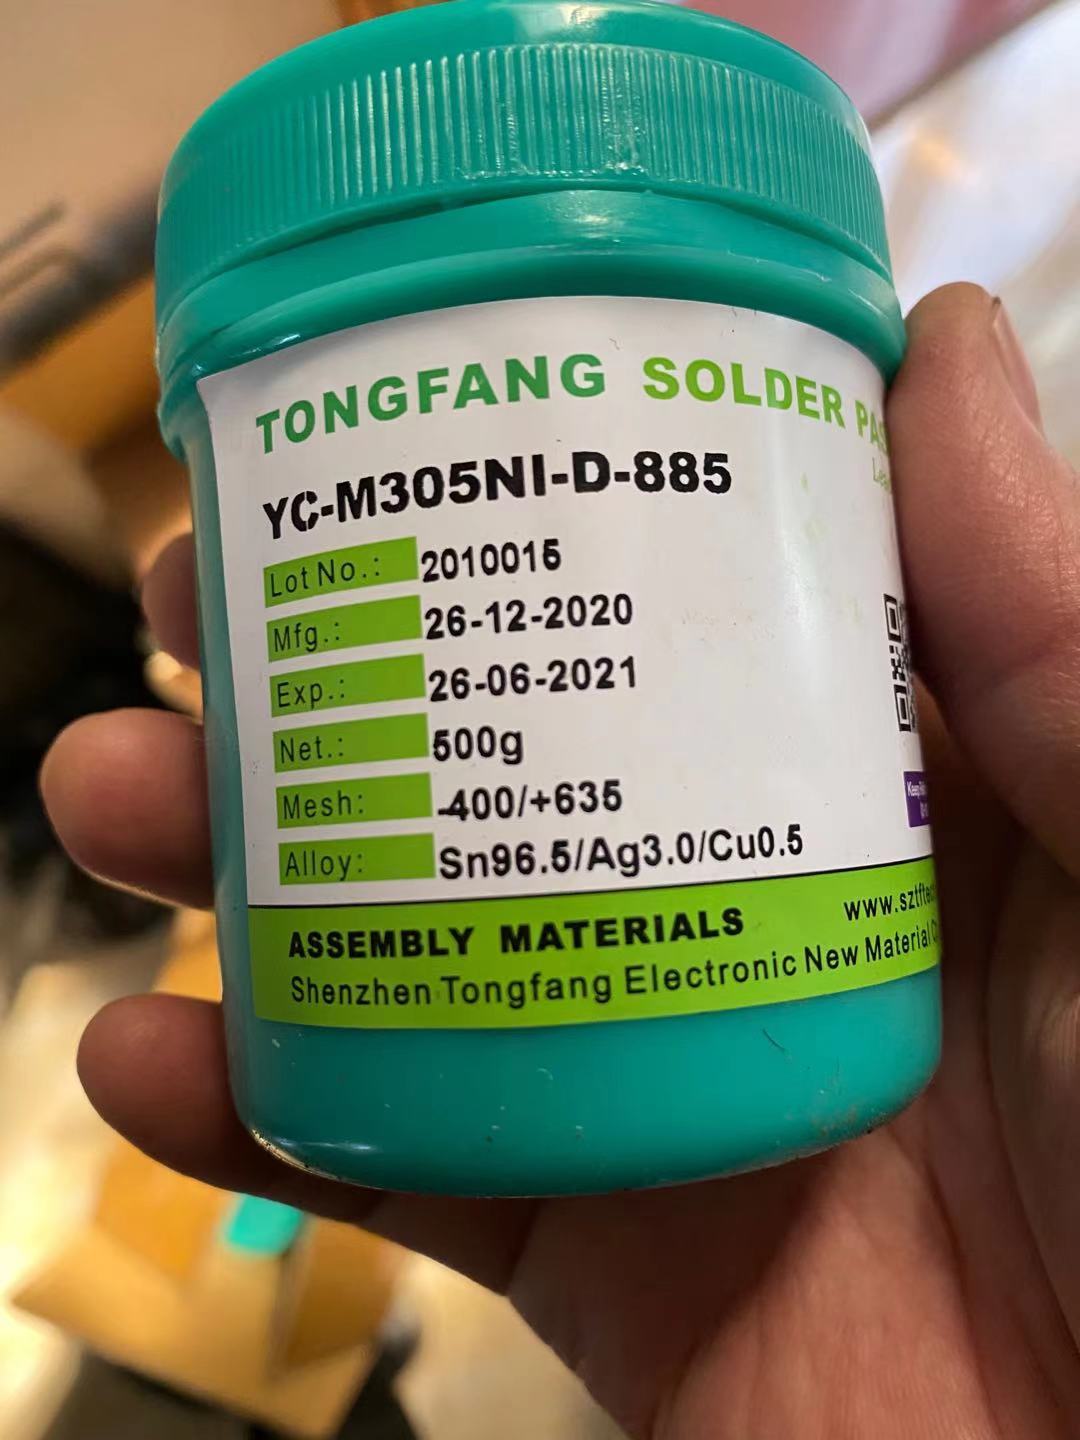 TONGFANG SOLDER
YC-M305NI-D-885
Lot No.: 2010015
Mfg.: 26-12-2020
Exp.: 26-06-2021
Net.: 500g
Mesh: -400/+635
Alloy: Sn96.5/Ag3.0/Cu0.5
ASSEMBLY MATERIALS
Shenzhen Tongfang Electronic New Material